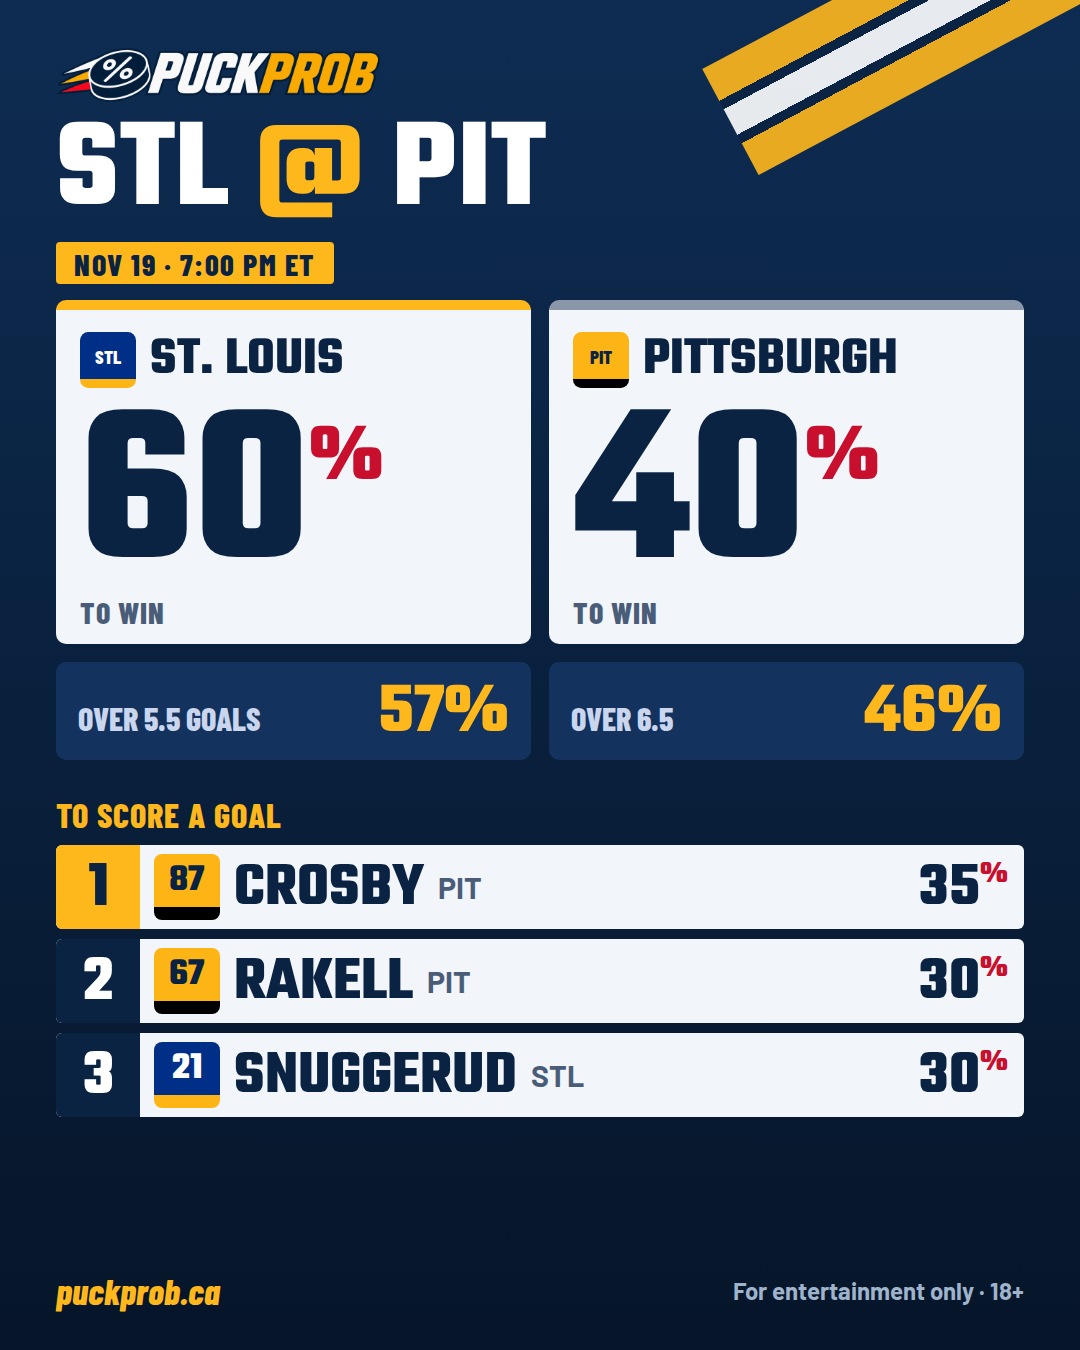 % PUCKPROB
STL @ PIT
NOV 19 · 7:00 PM ET
STL ST. LOUIS
60%
TO WIN
PIT PITTSBURGH
40%
TO WIN
OVER 5.5 GOALS 57%
OVER 6.5 46%
TO SCORE A GOAL
1 87 CROSBY PIT 35%
2 67 RAKELL PIT 30%
3 21 SNUGGERUD STL 30%
puckprob.ca
For entertainment only · 18+